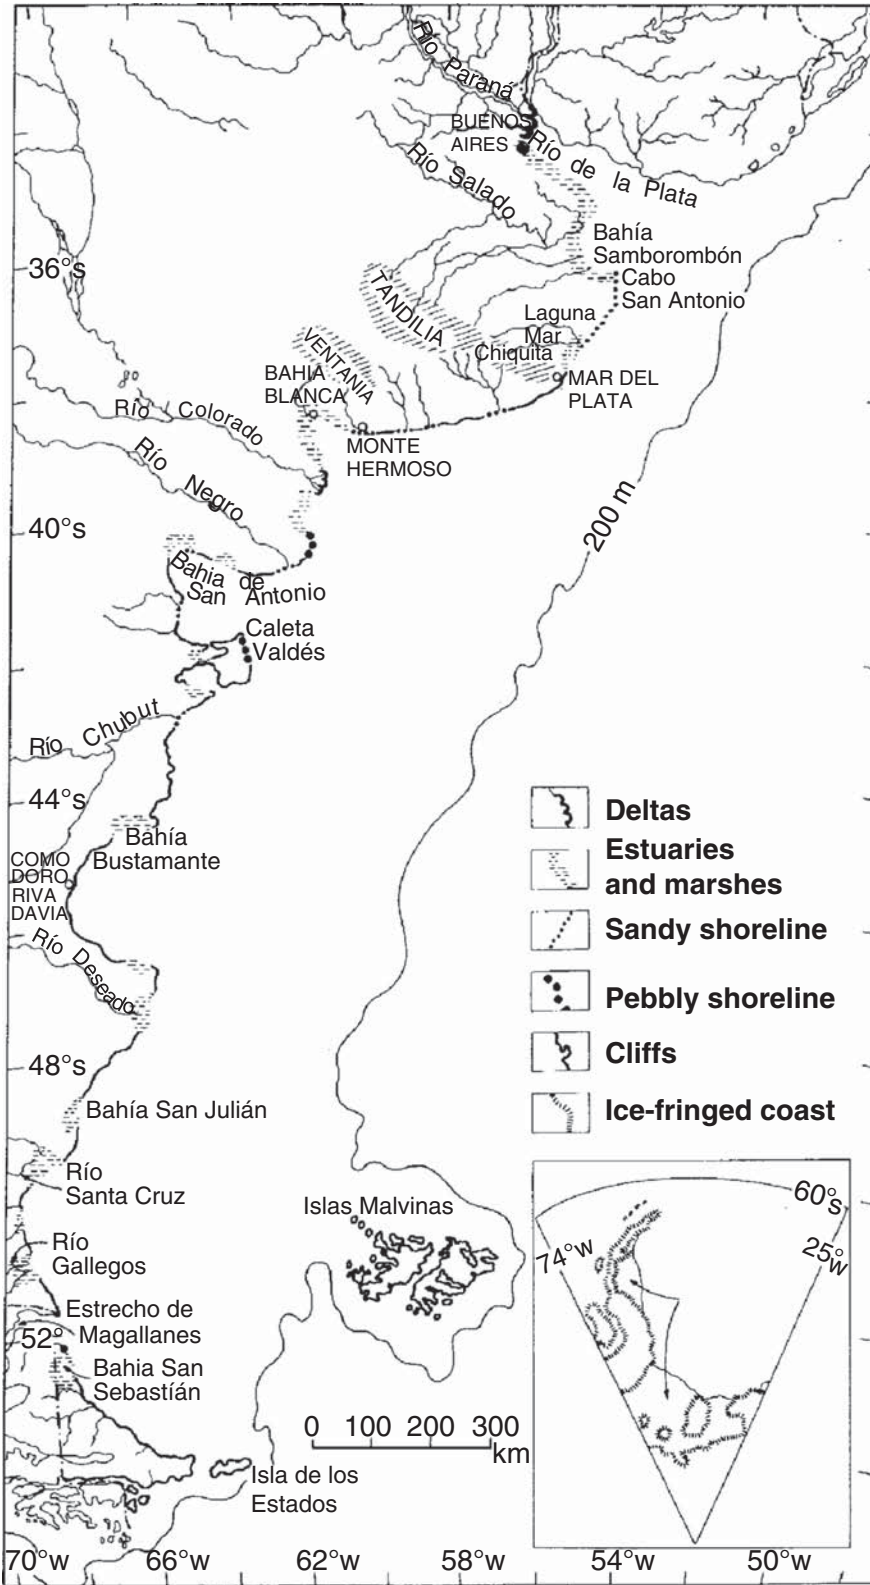 Río Paraná
BUENOS
AIRES
Río de la Plata
Río Salado
Bahía
Samborombón
36°s
Cabo
San Antonio
TANDILIA
Laguna
Mar
Chiquita
VENTANIA
BAHIA
BLANCA
MAR DEL
PLATA
Río Colorado
MONTE
HERMOSO
Río Negro
200 m
40°s
Bahia de
San Antonio
Caleta
Valdés
Río Chubut
44°s
Bahía
Bustamante
COMO
DORO
RIVA
DAVIA
Río Deseado
48°s
Bahía San Julián
Río
Santa Cruz
Islas Malvinas
Río
Gallegos
Estrecho de
Magallanes
52°
Bahia San
Sebastían
Isla de los
Estados
0 100 200 300
km
Deltas
Estuaries
and marshes
Sandy shoreline
Pebbly shoreline
Cliffs
Ice-fringed coast
60°s
74°w
25°w
70°W 66°W 62°W 58°W 54°W 50°W